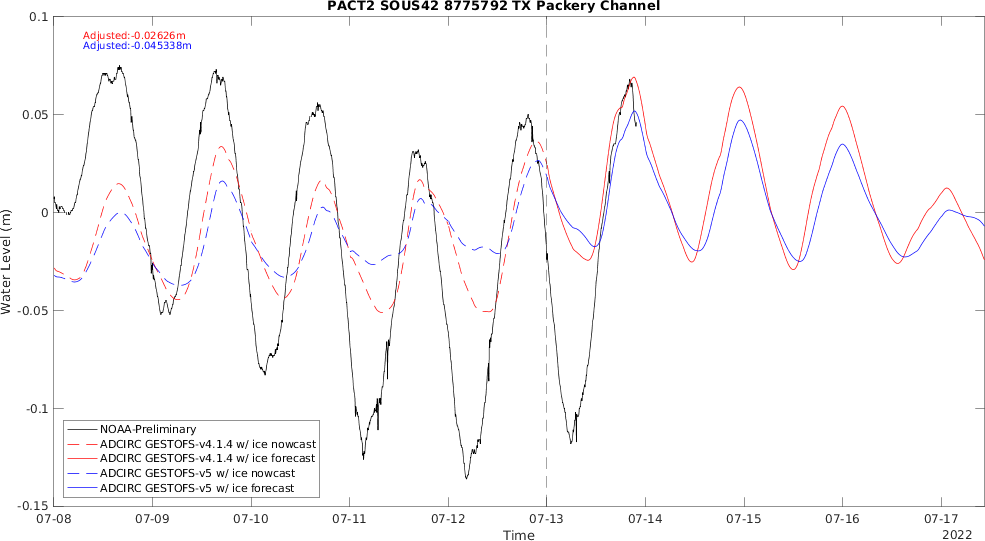 PACT2 SOUS42 8775792 TX Packery Channel
0.1
Adjusted:-0.02626m
Adjusted:-0.045338m
0.05
0
Water Level (m)
-0.05
-0.1
NOAA-Preliminary
ADCIRC GESTOFS-v4.1.4 w/ ice nowcast
ADCIRC GESTOFS-v4.1.4 w/ ice forecast
ADCIRC GESTOFS-v5 w/ ice nowcast
ADCIRC GESTOFS-v5 w/ ice forecast
-0.15
07-08 07-09 07-10 07-11 07-12 07-13 07-14 07-15 07-16 07-17
Time
2022